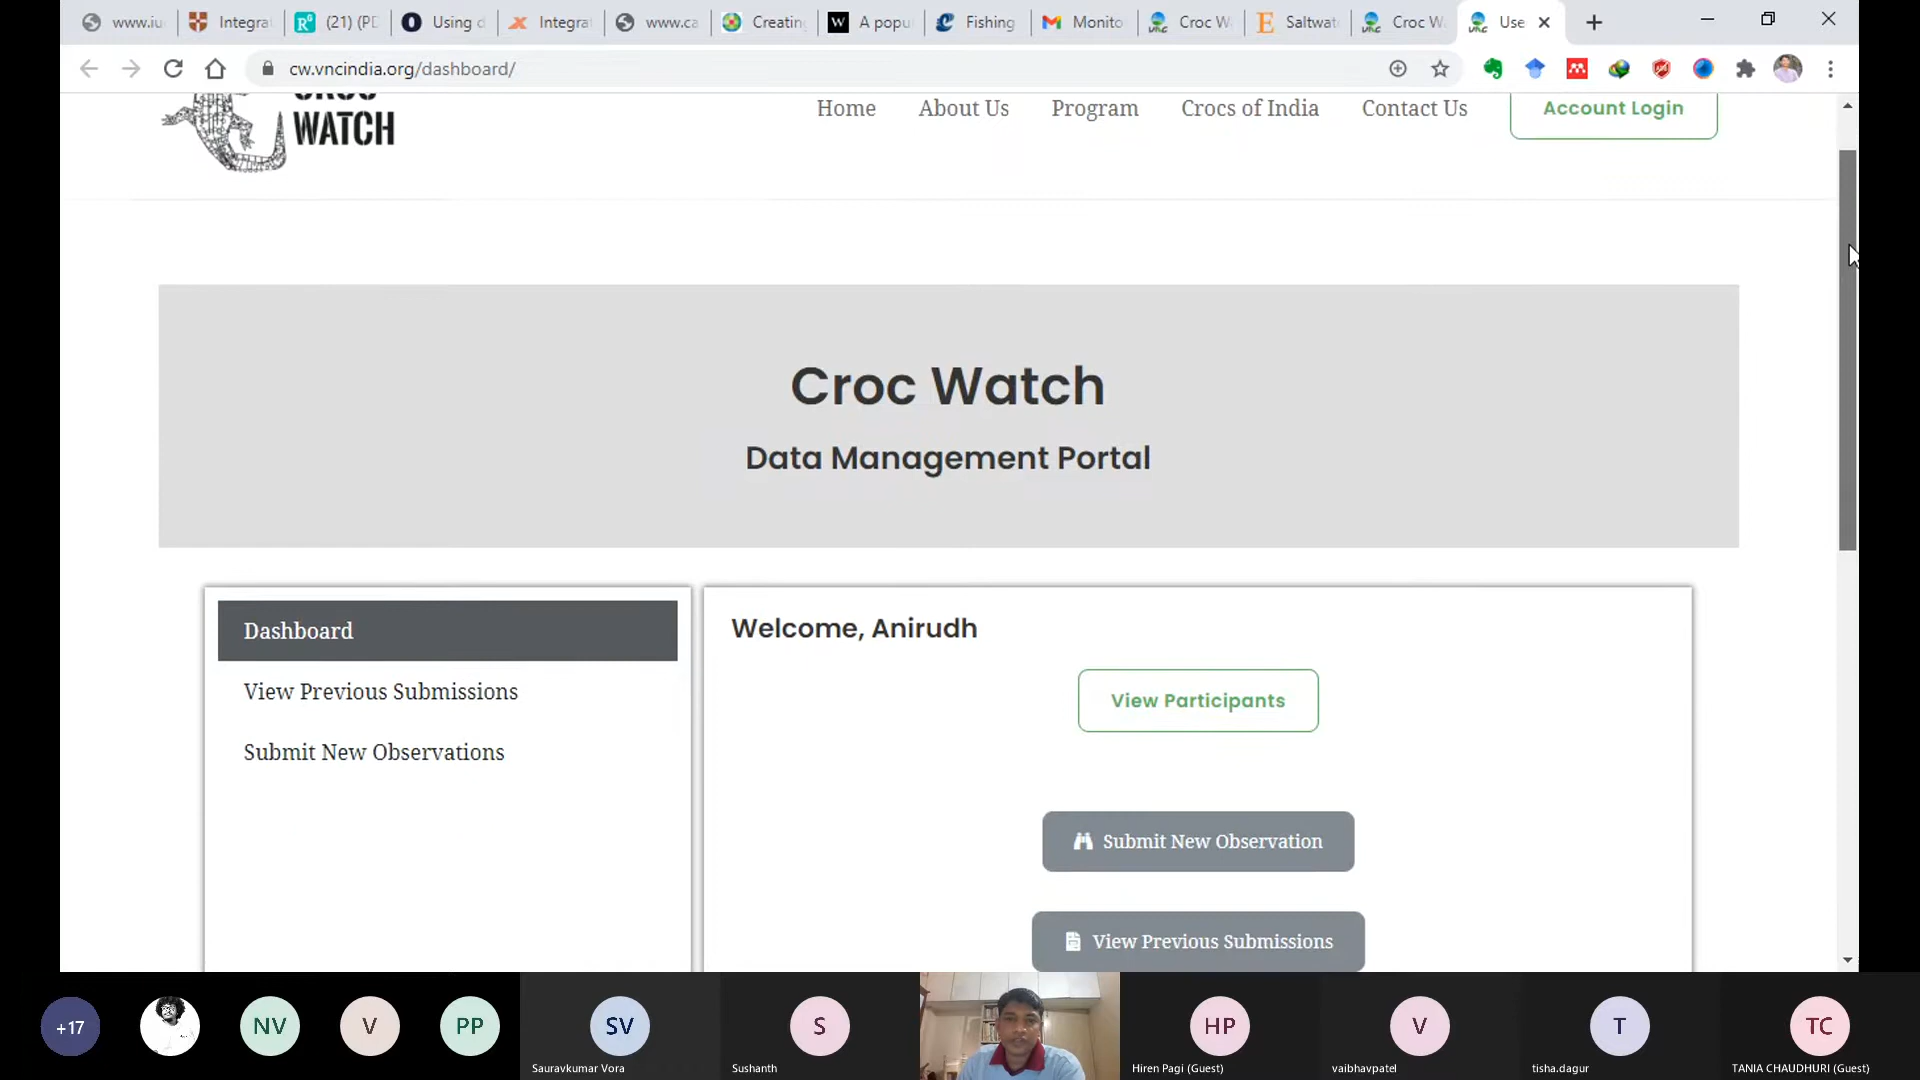 www.iu
Integra
(21) (PD
Using d
Integra
www.ca
Creating
A popu
Fishing
Monito
Croc W
Saltwat
Croc W
Use
cw.vncindia.org/dashboard/
WATCH
Home
About Us
Program
Crocs of India
Contact Us
Account Login
Croc Watch
Data Management Portal
Dashboard
View Previous Submissions
Submit New Observations
Welcome, Anirudh
View Participants
Submit New Observation
View Previous Submissions
+17
NV
V
PP
SV
S
HP
V
T
TC
Sauravkumar Vora
Sushanth
Hiren Pagi (Guest)
vaibhavpatel
tisha.dagur
TANIA CHAUDHURI (Guest)